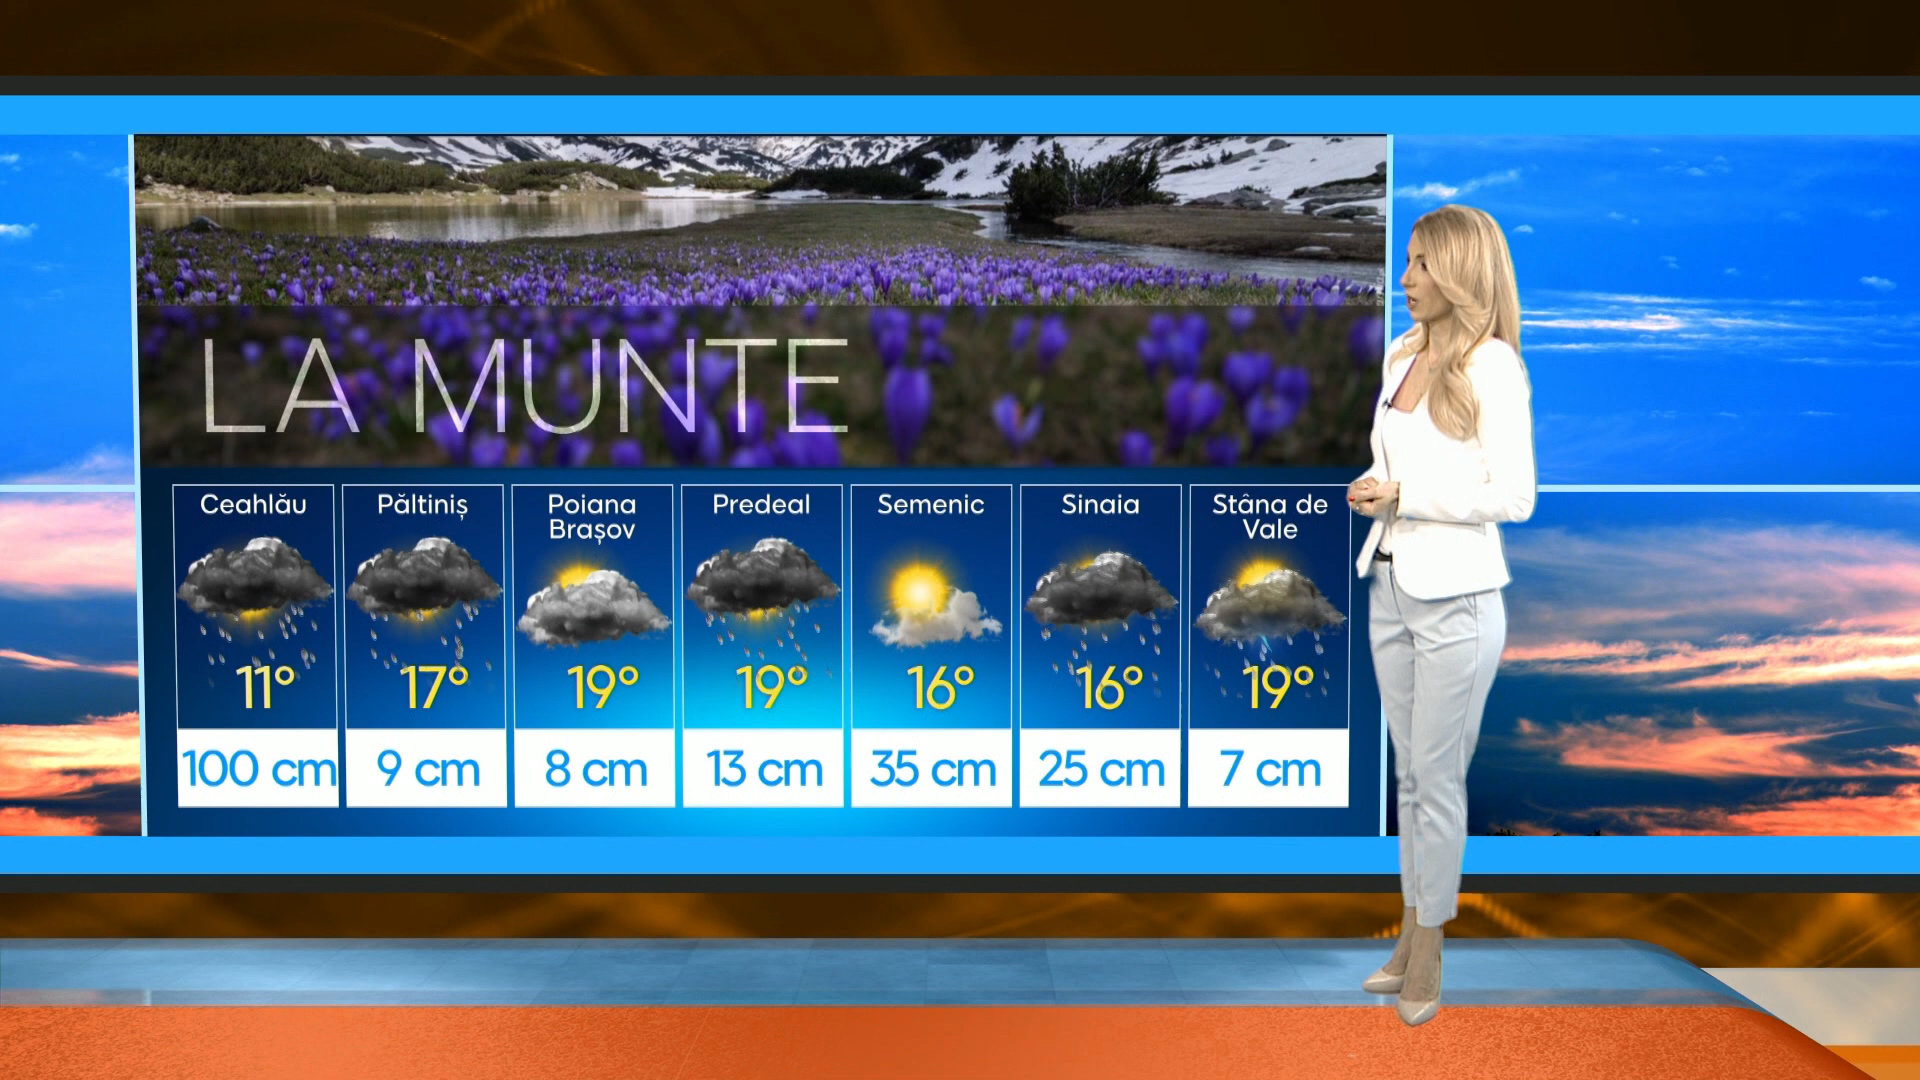 LA MUNTE
Ceahlău
11°
100 cm
Păltiniș
17°
9 cm
Poiana
Brașov
19°
8 cm
Predeal
19°
13 cm
Semenic
16°
35 cm
Sinaia
16°
25 cm
Stâna de
Vale
19°
7 cm